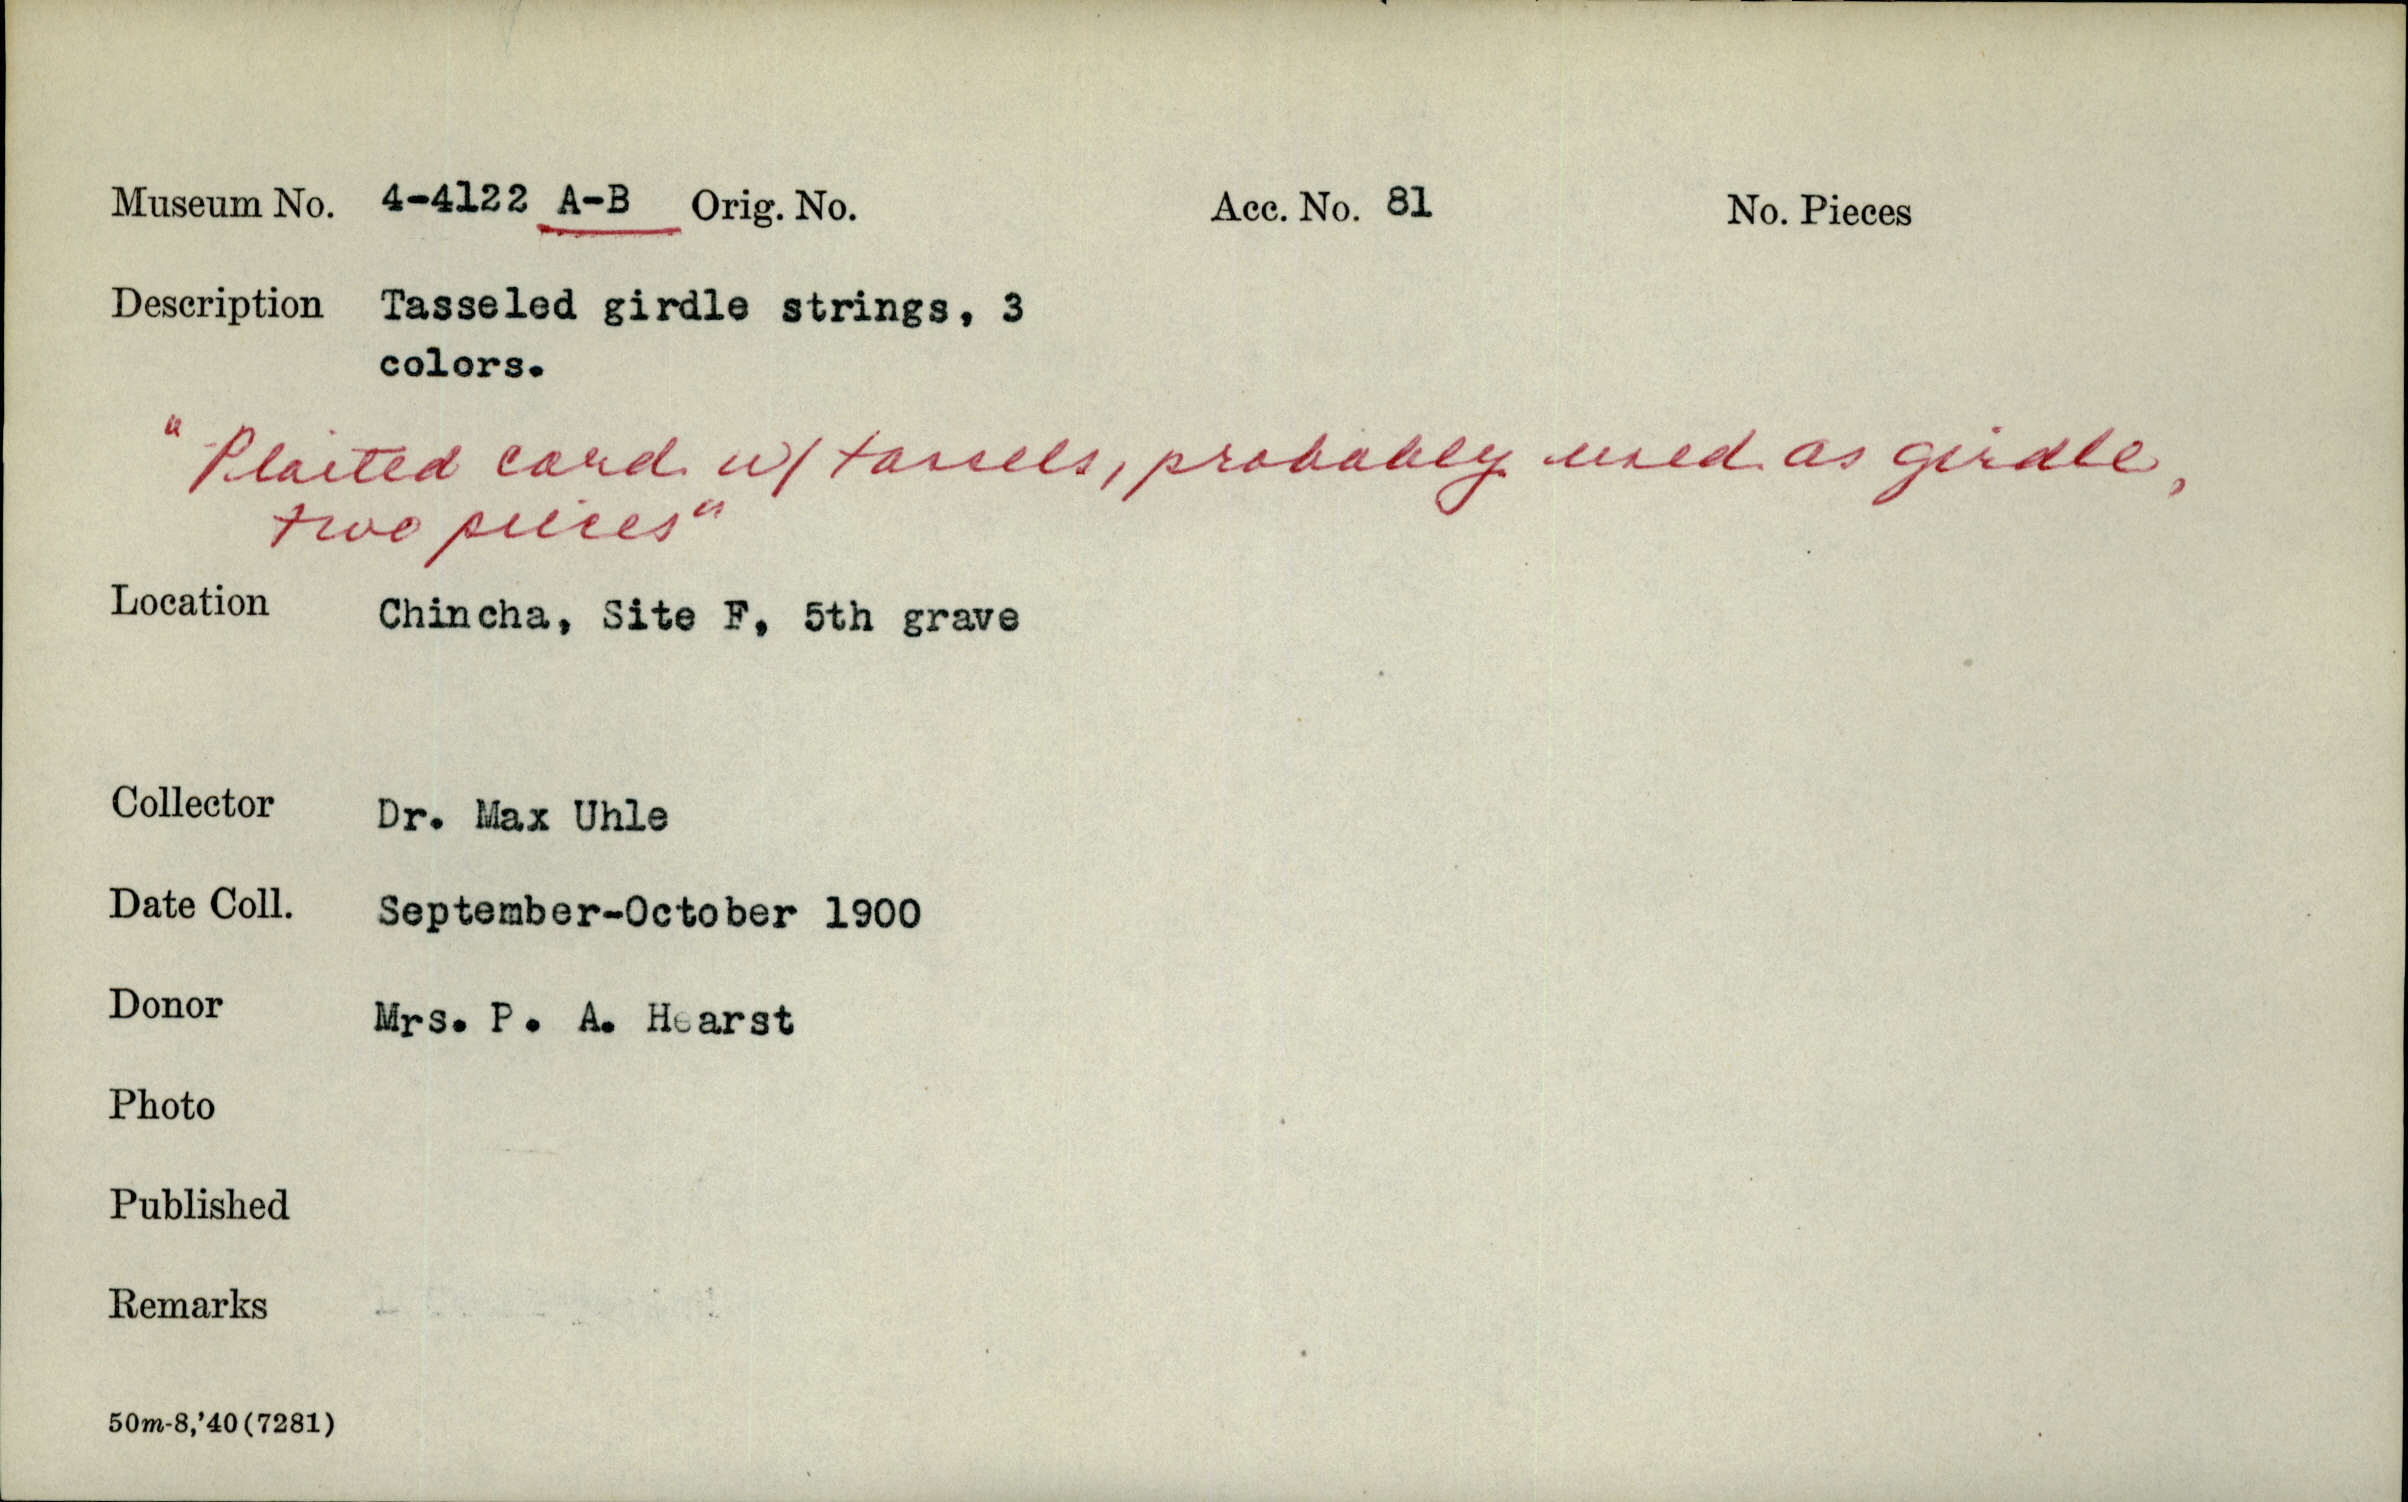 Museum No. 4-4122 A-B Orig. No. Acc. No. 81 No. Pieces
Description Tasseled girdle strings, 3
colors.
"Plaited cord w/ tassels, probably used as girdle,
two pieces"
Location Chincha, Site F, 5th grave
Collector Dr. Max Uhle
Date Coll. September-October 1900
Donor Mrs. P. A. Hearst
Photo
Published
Remarks
50m-8,'40(7281)